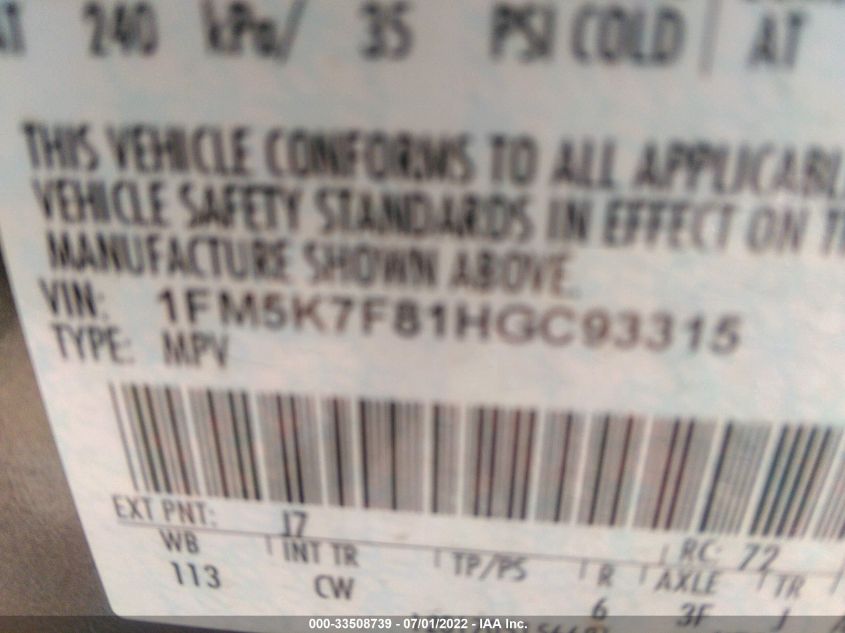 AT 240 kPa/ 35 PSI COLD AT
THIS VEHICLE CONFORMS TO ALL APPLICABL
VEHICLE SAFETY STANDARDS IN EFFECT ON T
MANUFACTURE SHOWN ABOVE.
VIN: 1FM5K7F81HGC93315
TYPE: MPV
EXT PNT: J7
RC: 72
WB INT TR TP/PS R AXLE TR
113 CW 6 3F J
000-33508739 - 07/01/2022 - IAA Inc.